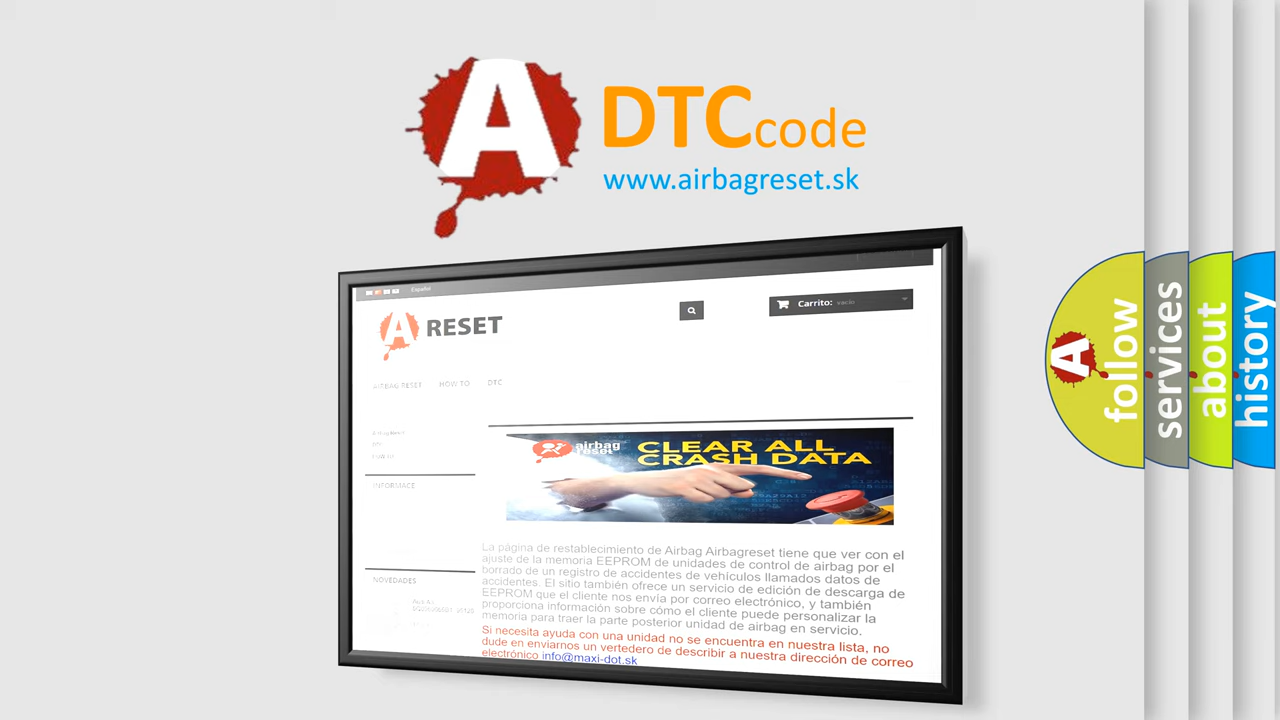 A
DTC code
www.airbagreset.sk
Español
A RESET
Carrito: vacío
AIRBAG RESET HOW TO DTC
Airbag Reset
INFORMACE
airbag
reset
CLEAR ALL
CRASH DATA
La página de restablecimiento de Airbag Airbagreset tiene que ver con el
ajuste de la memoria EEPROM de unidades de control de airbag por el
borrado de un registro de accidentes de vehículos llamados datos de
accidentes. El sitio también ofrece un servicio de edición de descarga de
EEPROM que el cliente nos envía por correo electrónico, y también
proporciona información sobre cómo el cliente puede personalizar la
memoria para traer la parte posterior unidad de airbag en servicio.
Si necesita ayuda con una unidad no se encuentra en nuestra lista, no
dude en enviarnos un vertedero de describir a nuestra dirección de correo
electrónico info@maxi-dot.sk
NOVEDADES
A
follow
services
about
history